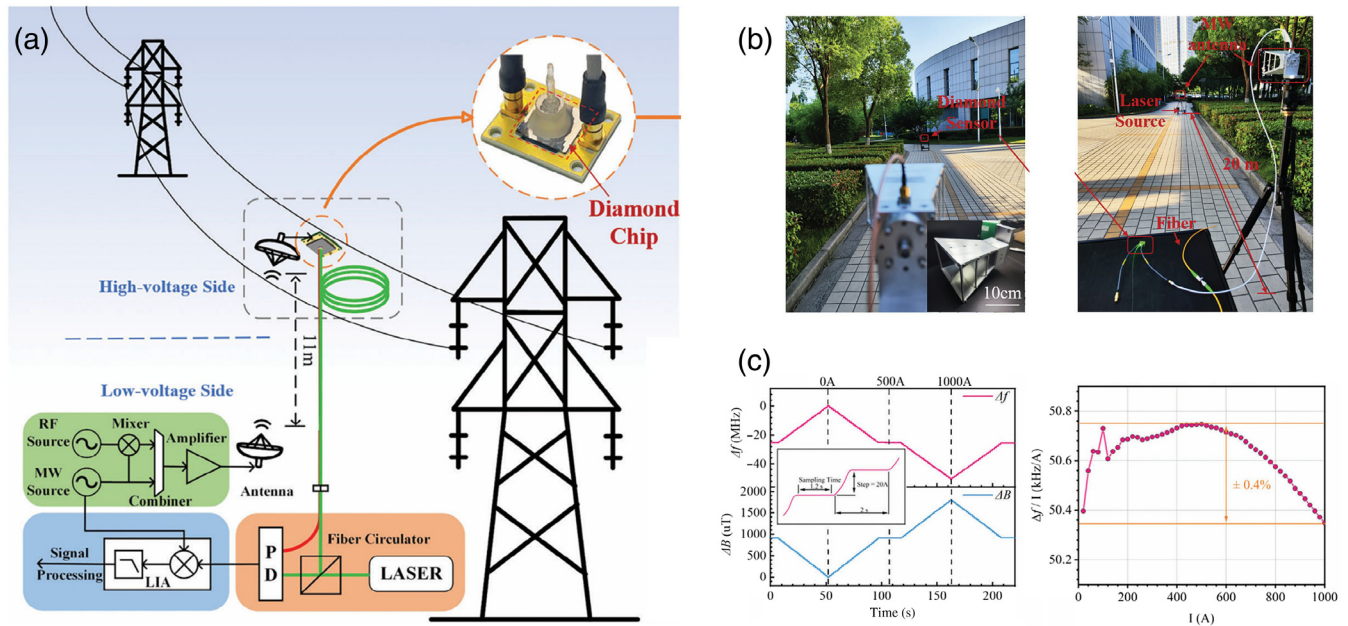 (a)
Diamond
Chip
High-voltage Side
11m
Low-voltage Side
RF
Source
Mixer
Amplifier
MW
Source
Combiner
Antenna
Signal
Processing
LIA
P
D
Fiber Circulator
LASER
(b)
Diamond
Sensor
10cm
MW
antenna
Laser
Source
20 m
Fiber
(c)
0A 500A 1000A
Δf
Δf (MHz)
0
-20
-40
Sampling Time
1.2 s
Step = 20A
2 s
ΔB
ΔB (uT)
2000
1500
1000
500
0
0 50 100 150 200
Time (s)
Δf / I (kHz/A)
50.8
50.6
50.4
50.2
± 0.4%
0 200 400 600 800 1000
I (A)